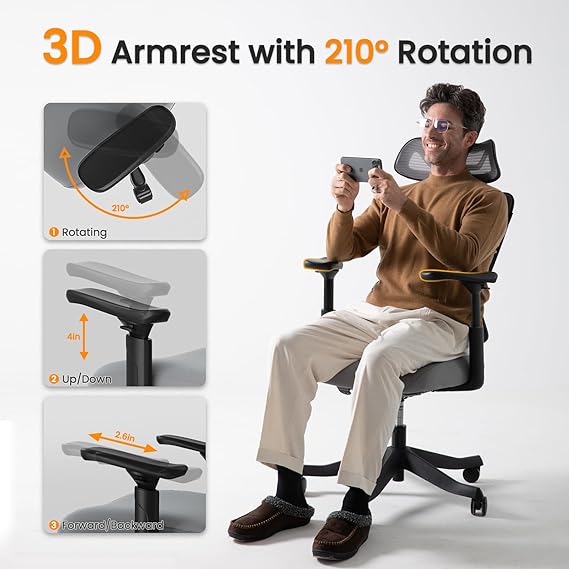 3D Armrest with 210° Rotation
210°
1 Rotating
4in
2 Up/Down
2.6in
3 Forward/Backward